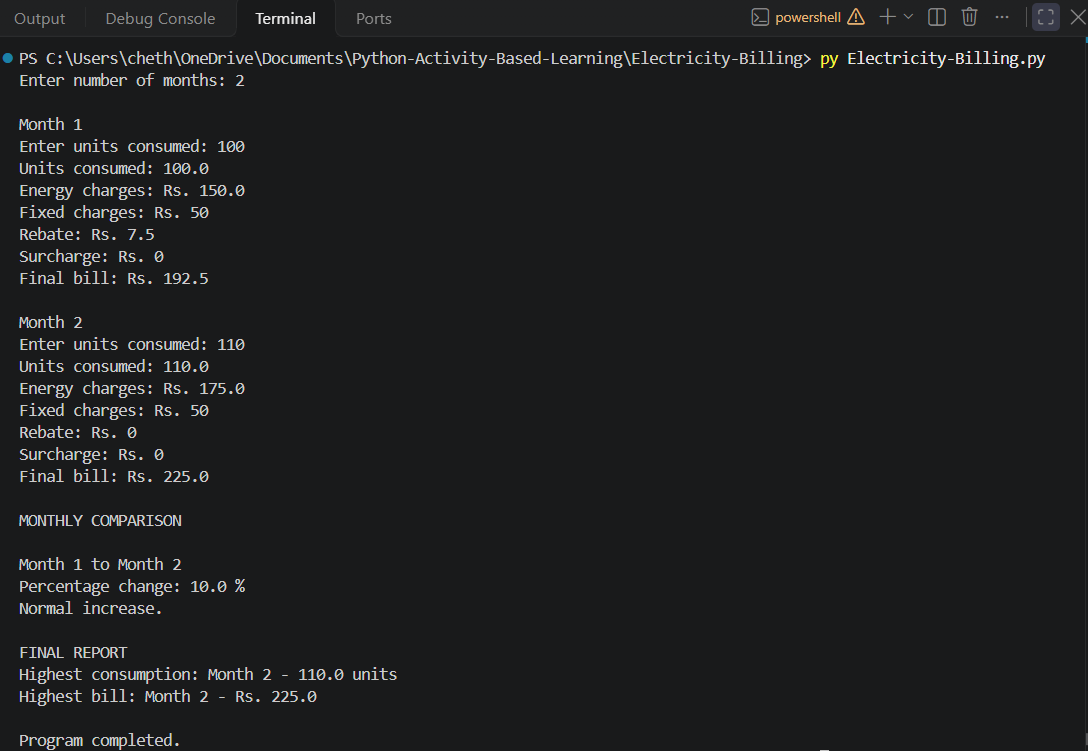 Output Debug Console Terminal Ports powershell
PS C:\Users\cheth\OneDrive\Documents\Python-Activity-Based-Learning\Electricity-Billing> py Electricity-Billing.py
Enter number of months: 2
Month 1
Enter units consumed: 100
Units consumed: 100.0
Energy charges: Rs. 150.0
Fixed charges: Rs. 50
Rebate: Rs. 7.5
Surcharge: Rs. 0
Final bill: Rs. 192.5
Month 2
Enter units consumed: 110
Units consumed: 110.0
Energy charges: Rs. 175.0
Fixed charges: Rs. 50
Rebate: Rs. 0
Surcharge: Rs. 0
Final bill: Rs. 225.0
MONTHLY COMPARISON
Month 1 to Month 2
Percentage change: 10.0 %
Normal increase.
FINAL REPORT
Highest consumption: Month 2 - 110.0 units
Highest bill: Month 2 - Rs. 225.0
Program completed.